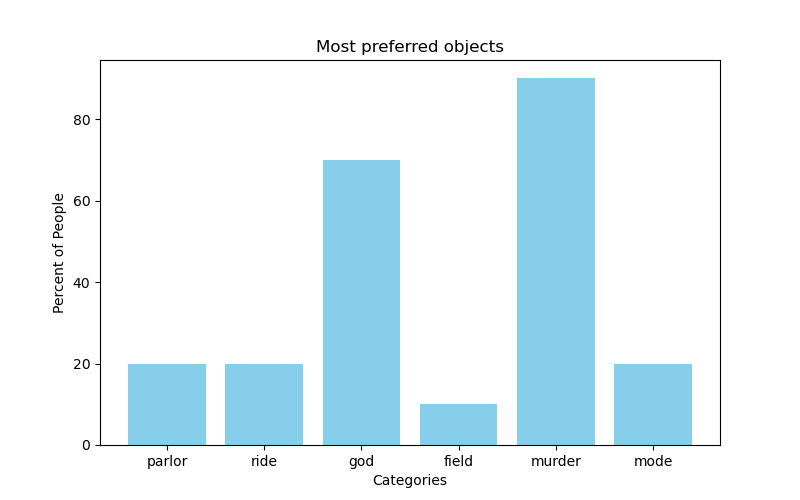 Most preferred objects
Percent of People
80
60
40
20
0
parlor ride god field murder mode
Categories